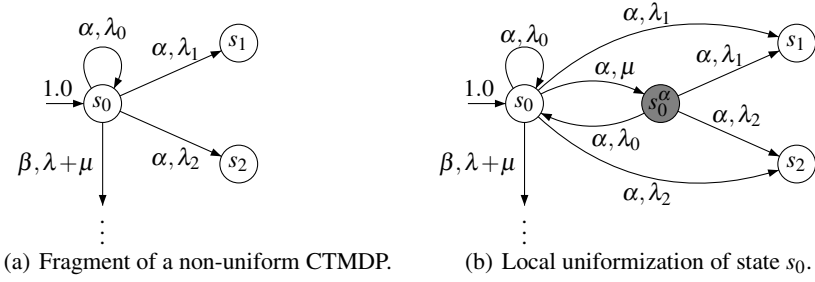 α, λ₀
α, λ₁
s₁
1.0
s₀
α, λ₂
s₂
β, λ+μ
⋮
(a) Fragment of a non-uniform CTMDP.
α, λ₁
α, λ₀
s₁
α, μ
α, λ₁
1.0
s₀
s₀^α
α, λ₀
α, λ₂
s₂
β, λ+μ
α, λ₂
⋮
(b) Local uniformization of state s₀.